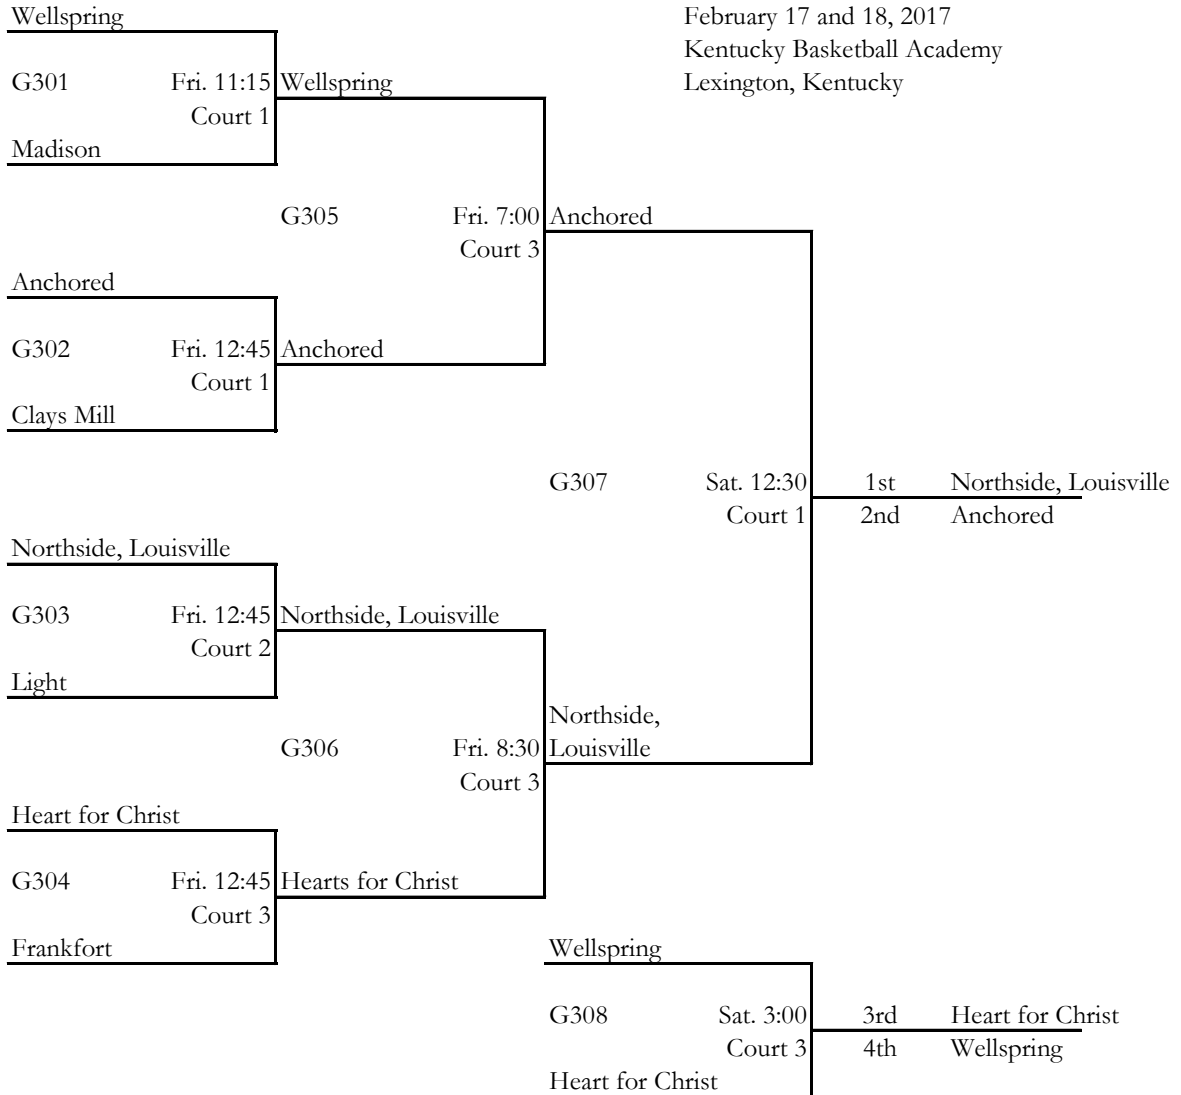 Wellspring
February 17 and 18, 2017
Kentucky Basketball Academy
G301 Fri. 11:15 Wellspring
Lexington, Kentucky
Court 1
Madison
G305 Fri. 7:00 Anchored
Court 3
Anchored
G302 Fri. 12:45 Anchored
Court 1
Clays Mill
G307 Sat. 12:30 1st Northside, Louisville
Court 1 2nd Anchored
Northside, Louisville
G303 Fri. 12:45 Northside, Louisville
Court 2
Light
Northside,
G306 Fri. 8:30 Louisville
Court 3
Heart for Christ
G304 Fri. 12:45 Hearts for Christ
Court 3
Frankfort Wellspring
G308 Sat. 3:00 3rd Heart for Christ
Court 3 4th Wellspring
Heart for Christ